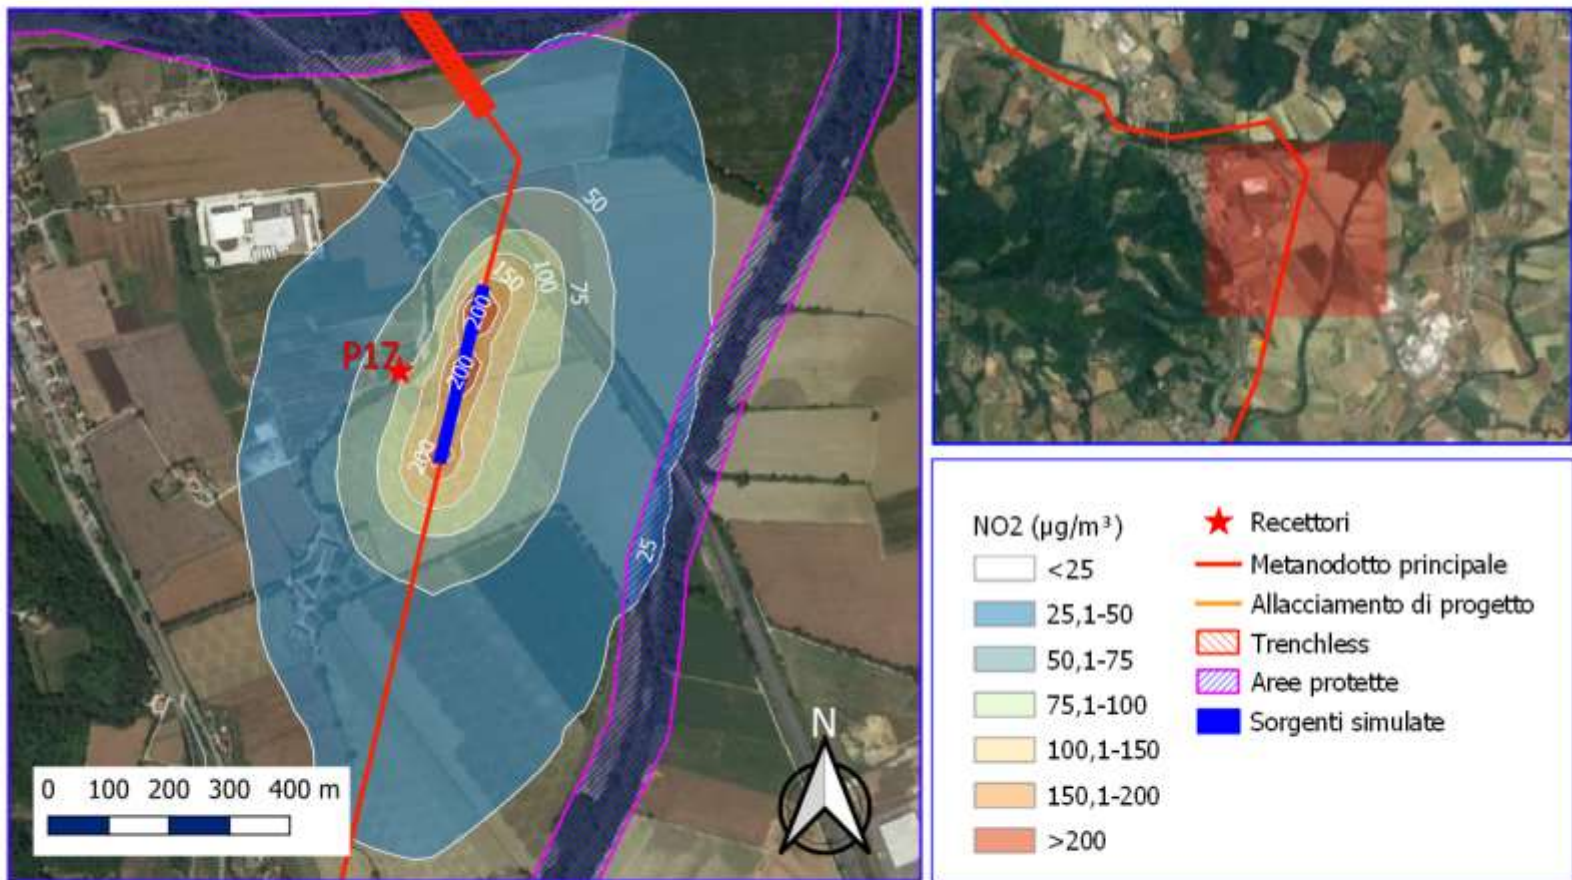 50
100
75
150
200
P17
200
200
25
N
0 100 200 300 400 m
NO2 (µg/m³)
<25
25,1-50
50,1-75
75,1-100
100,1-150
150,1-200
>200
Recettori
Metanodotto principale
Allacciamento di progetto
Trenchless
Aree protette
Sorgenti simulate